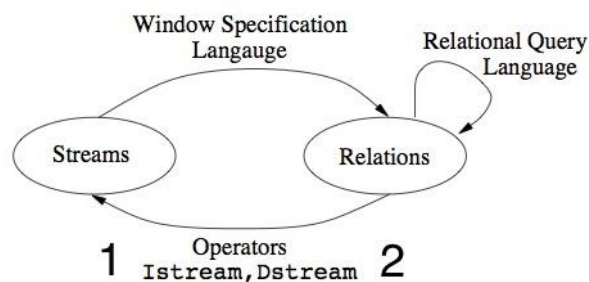 Window Specification
Langauge
Relational Query
Language
Streams
Relations
1
Operators
Istream,Dstream
2